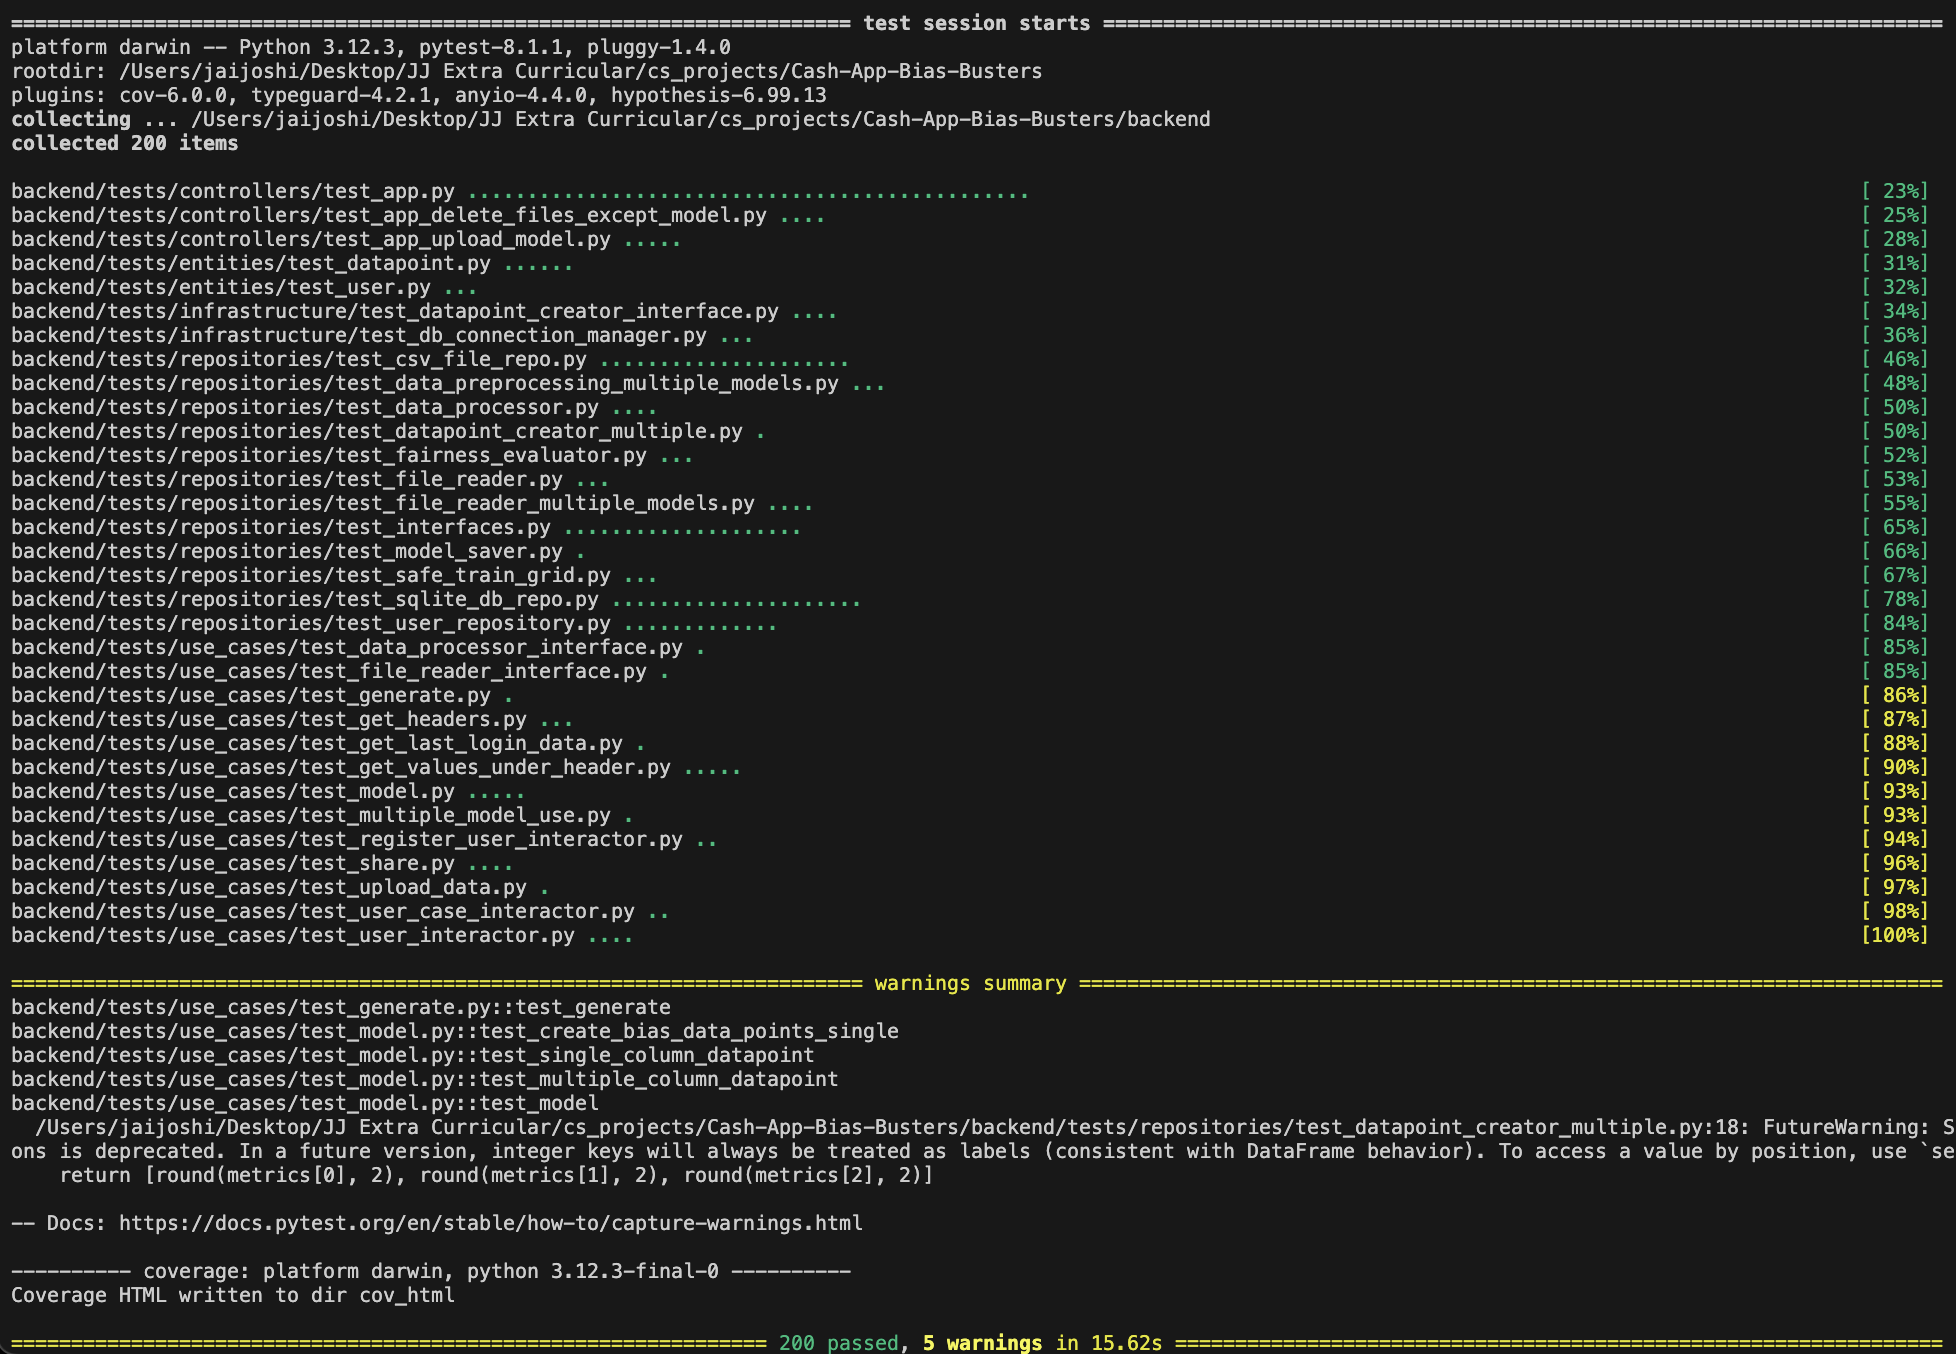 ====================================================================== test session starts ======================================================================
platform darwin -- Python 3.12.3, pytest-8.1.1, pluggy-1.4.0
rootdir: /Users/jaijoshi/Desktop/JJ Extra Curricular/cs_projects/Cash-App-Bias-Busters
plugins: cov-6.0.0, typeguard-4.2.1, anyio-4.4.0, hypothesis-6.99.13
collecting ... /Users/jaijoshi/Desktop/JJ Extra Curricular/cs_projects/Cash-App-Bias-Busters/backend
collected 200 items
backend/tests/controllers/test_app.py ............................................... [ 23%]
backend/tests/controllers/test_app_delete_files_except_model.py .... [ 25%]
backend/tests/controllers/test_app_upload_model.py ..... [ 28%]
backend/tests/entities/test_datapoint.py ...... [ 31%]
backend/tests/entities/test_user.py ... [ 32%]
backend/tests/infrastructure/test_datapoint_creator_interface.py .... [ 34%]
backend/tests/infrastructure/test_db_connection_manager.py ... [ 36%]
backend/tests/repositories/test_csv_file_repo.py ..................... [ 46%]
backend/tests/repositories/test_data_preprocessing_multiple_models.py ... [ 48%]
backend/tests/repositories/test_data_processor.py .... [ 50%]
backend/tests/repositories/test_datapoint_creator_multiple.py . [ 50%]
backend/tests/repositories/test_fairness_evaluator.py ... [ 52%]
backend/tests/repositories/test_file_reader.py ... [ 53%]
backend/tests/repositories/test_file_reader_multiple_models.py .... [ 55%]
backend/tests/repositories/test_interfaces.py .................... [ 65%]
backend/tests/repositories/test_model_saver.py . [ 66%]
backend/tests/repositories/test_safe_train_grid.py ... [ 67%]
backend/tests/repositories/test_sqlite_db_repo.py ..................... [ 78%]
backend/tests/repositories/test_user_repository.py ............. [ 84%]
backend/tests/use_cases/test_data_processor_interface.py . [ 85%]
backend/tests/use_cases/test_file_reader_interface.py . [ 85%]
backend/tests/use_cases/test_generate.py . [ 86%]
backend/tests/use_cases/test_get_headers.py ... [ 87%]
backend/tests/use_cases/test_get_last_login_data.py . [ 88%]
backend/tests/use_cases/test_get_values_under_header.py ..... [ 90%]
backend/tests/use_cases/test_model.py ..... [ 93%]
backend/tests/use_cases/test_multiple_model_use.py . [ 93%]
backend/tests/use_cases/test_register_user_interactor.py .. [ 94%]
backend/tests/use_cases/test_share.py .... [ 96%]
backend/tests/use_cases/test_upload_data.py . [ 97%]
backend/tests/use_cases/test_user_case_interactor.py .. [ 98%]
backend/tests/use_cases/test_user_interactor.py .... [100%]
======================================================================= warnings summary ========================================================================
backend/tests/use_cases/test_generate.py::test_generate
backend/tests/use_cases/test_model.py::test_create_bias_data_points_single
backend/tests/use_cases/test_model.py::test_single_column_datapoint
backend/tests/use_cases/test_model.py::test_multiple_column_datapoint
backend/tests/use_cases/test_model.py::test_model
/Users/jaijoshi/Desktop/JJ Extra Curricular/cs_projects/Cash-App-Bias-Busters/backend/tests/repositories/test_datapoint_creator_multiple.py:18: FutureWarning: S
ons is deprecated. In a future version, integer keys will always be treated as labels (consistent with DataFrame behavior). To access a value by position, use `se
return [round(metrics[0], 2), round(metrics[1], 2), round(metrics[2], 2)]
-- Docs: https://docs.pytest.org/en/stable/how-to/capture-warnings.html
---------- coverage: platform darwin, python 3.12.3-final-0 ----------
Coverage HTML written to dir cov_html
=============================================================== 200 passed, 5 warnings in 15.62s ================================================================